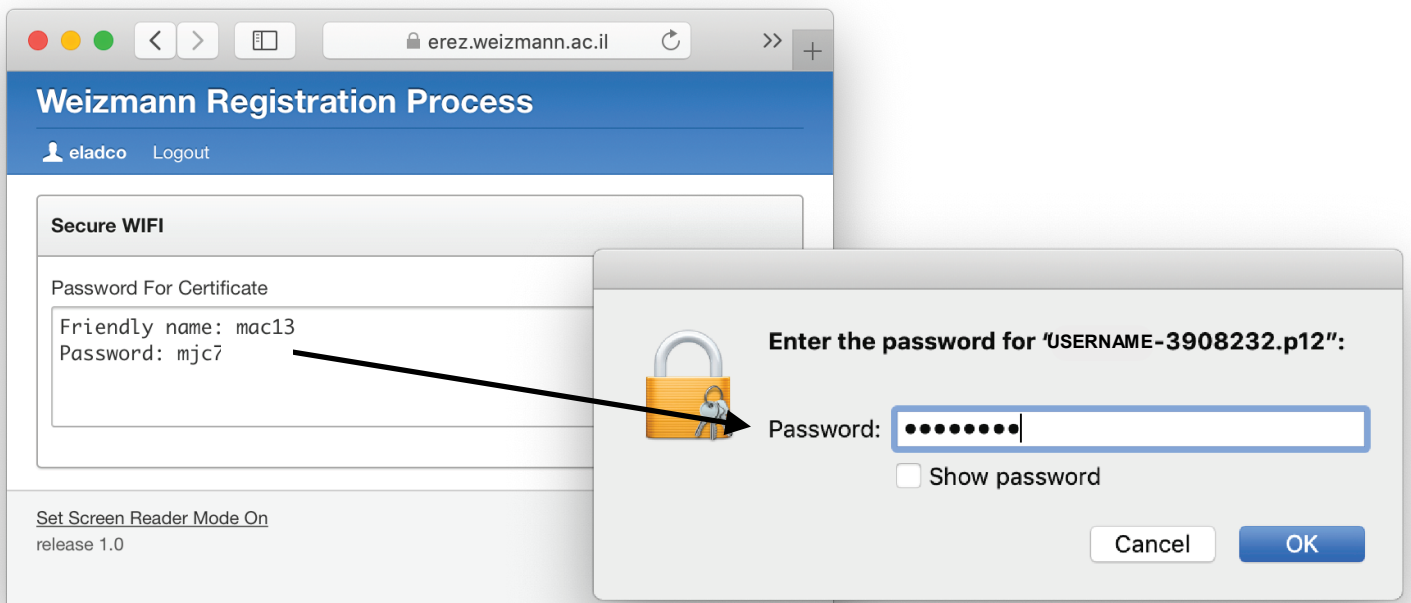 erez.weizmann.ac.il
Weizmann Registration Process
eladco Logout
Secure WIFI
Password For Certificate
Friendly name: mac13
Password: mjc7
Set Screen Reader Mode On
release 1.0
Enter the password for “USERNAME-3908232.p12”:
Password: ••••••••
Show password
Cancel OK